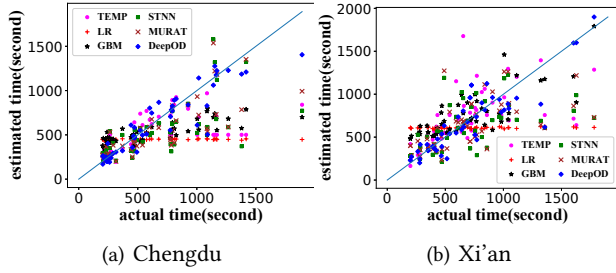 TEMP
LR
GBM
STNN
MURAT
DeepOD
1500
1000
500
0
0 500 1000 1500
estimated time(second)
actual time(second)
(a) Chengdu
2000
1500
1000
500
0
0 500 1000 1500
estimated time(second)
TEMP
LR
GBM
STNN
MURAT
DeepOD
actual time(second)
(b) Xi'an